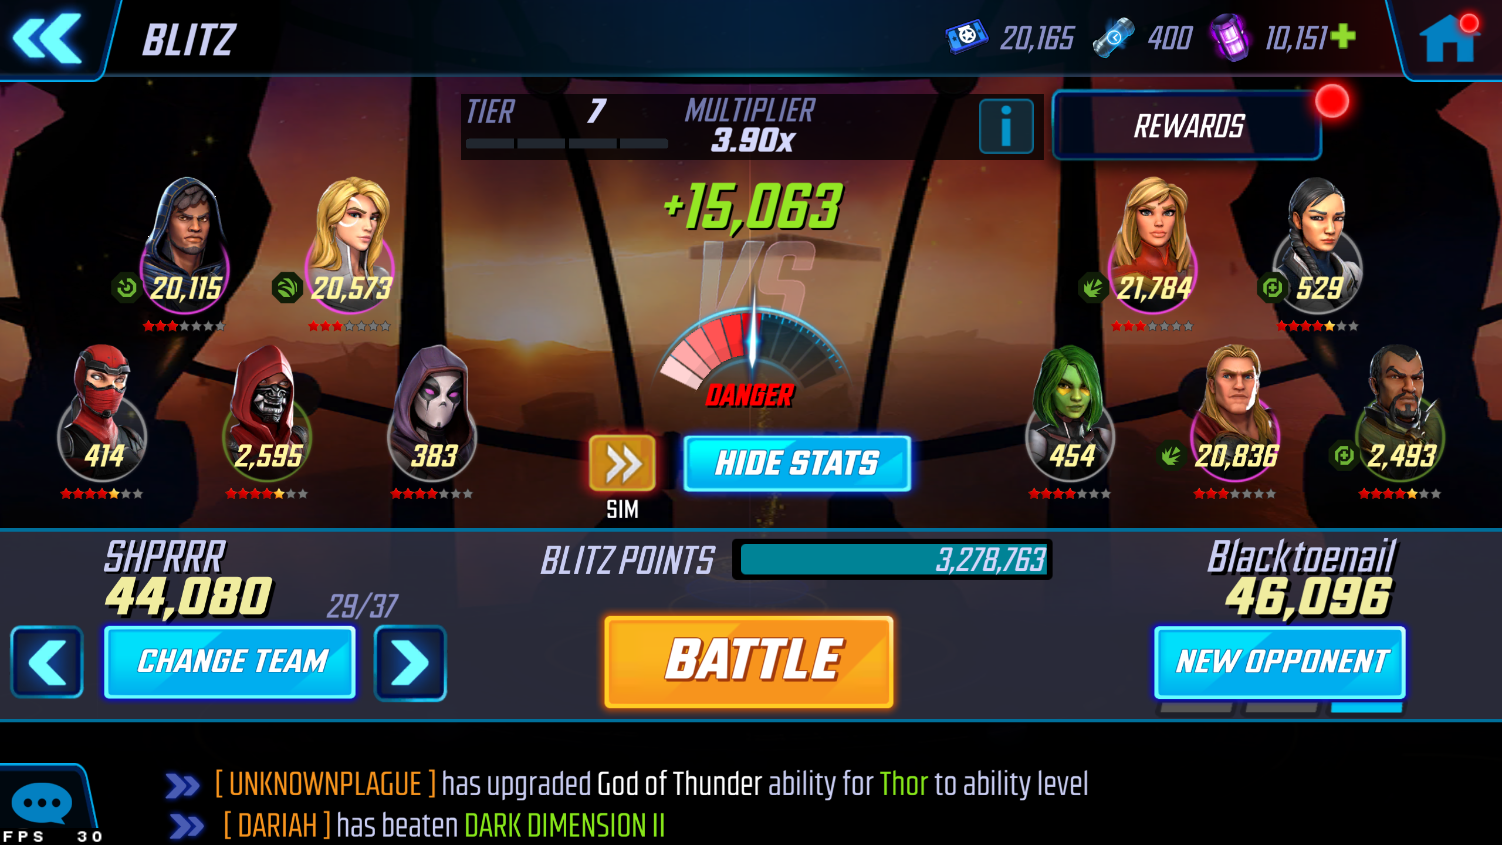 BLITZ
20,165
400
10,151
TIER 7
MULTIPLIER
3.90x
REWARDS
+15,063
VS
20,115
20,573
21,784
529
DANGER
414
2,595
383
454
20,836
2,493
HIDE STATS
SIM
SHPRRR
44,080
29/37
BLITZ POINTS 3,278,763
Blacktoenail
46,096
CHANGE TEAM
BATTLE
NEW OPPONENT
[ UNKNOWNPLAGUE ] has upgraded God of Thunder ability for Thor to ability level
[ DARIAH ] has beaten DARK DIMENSION II
FPS 30